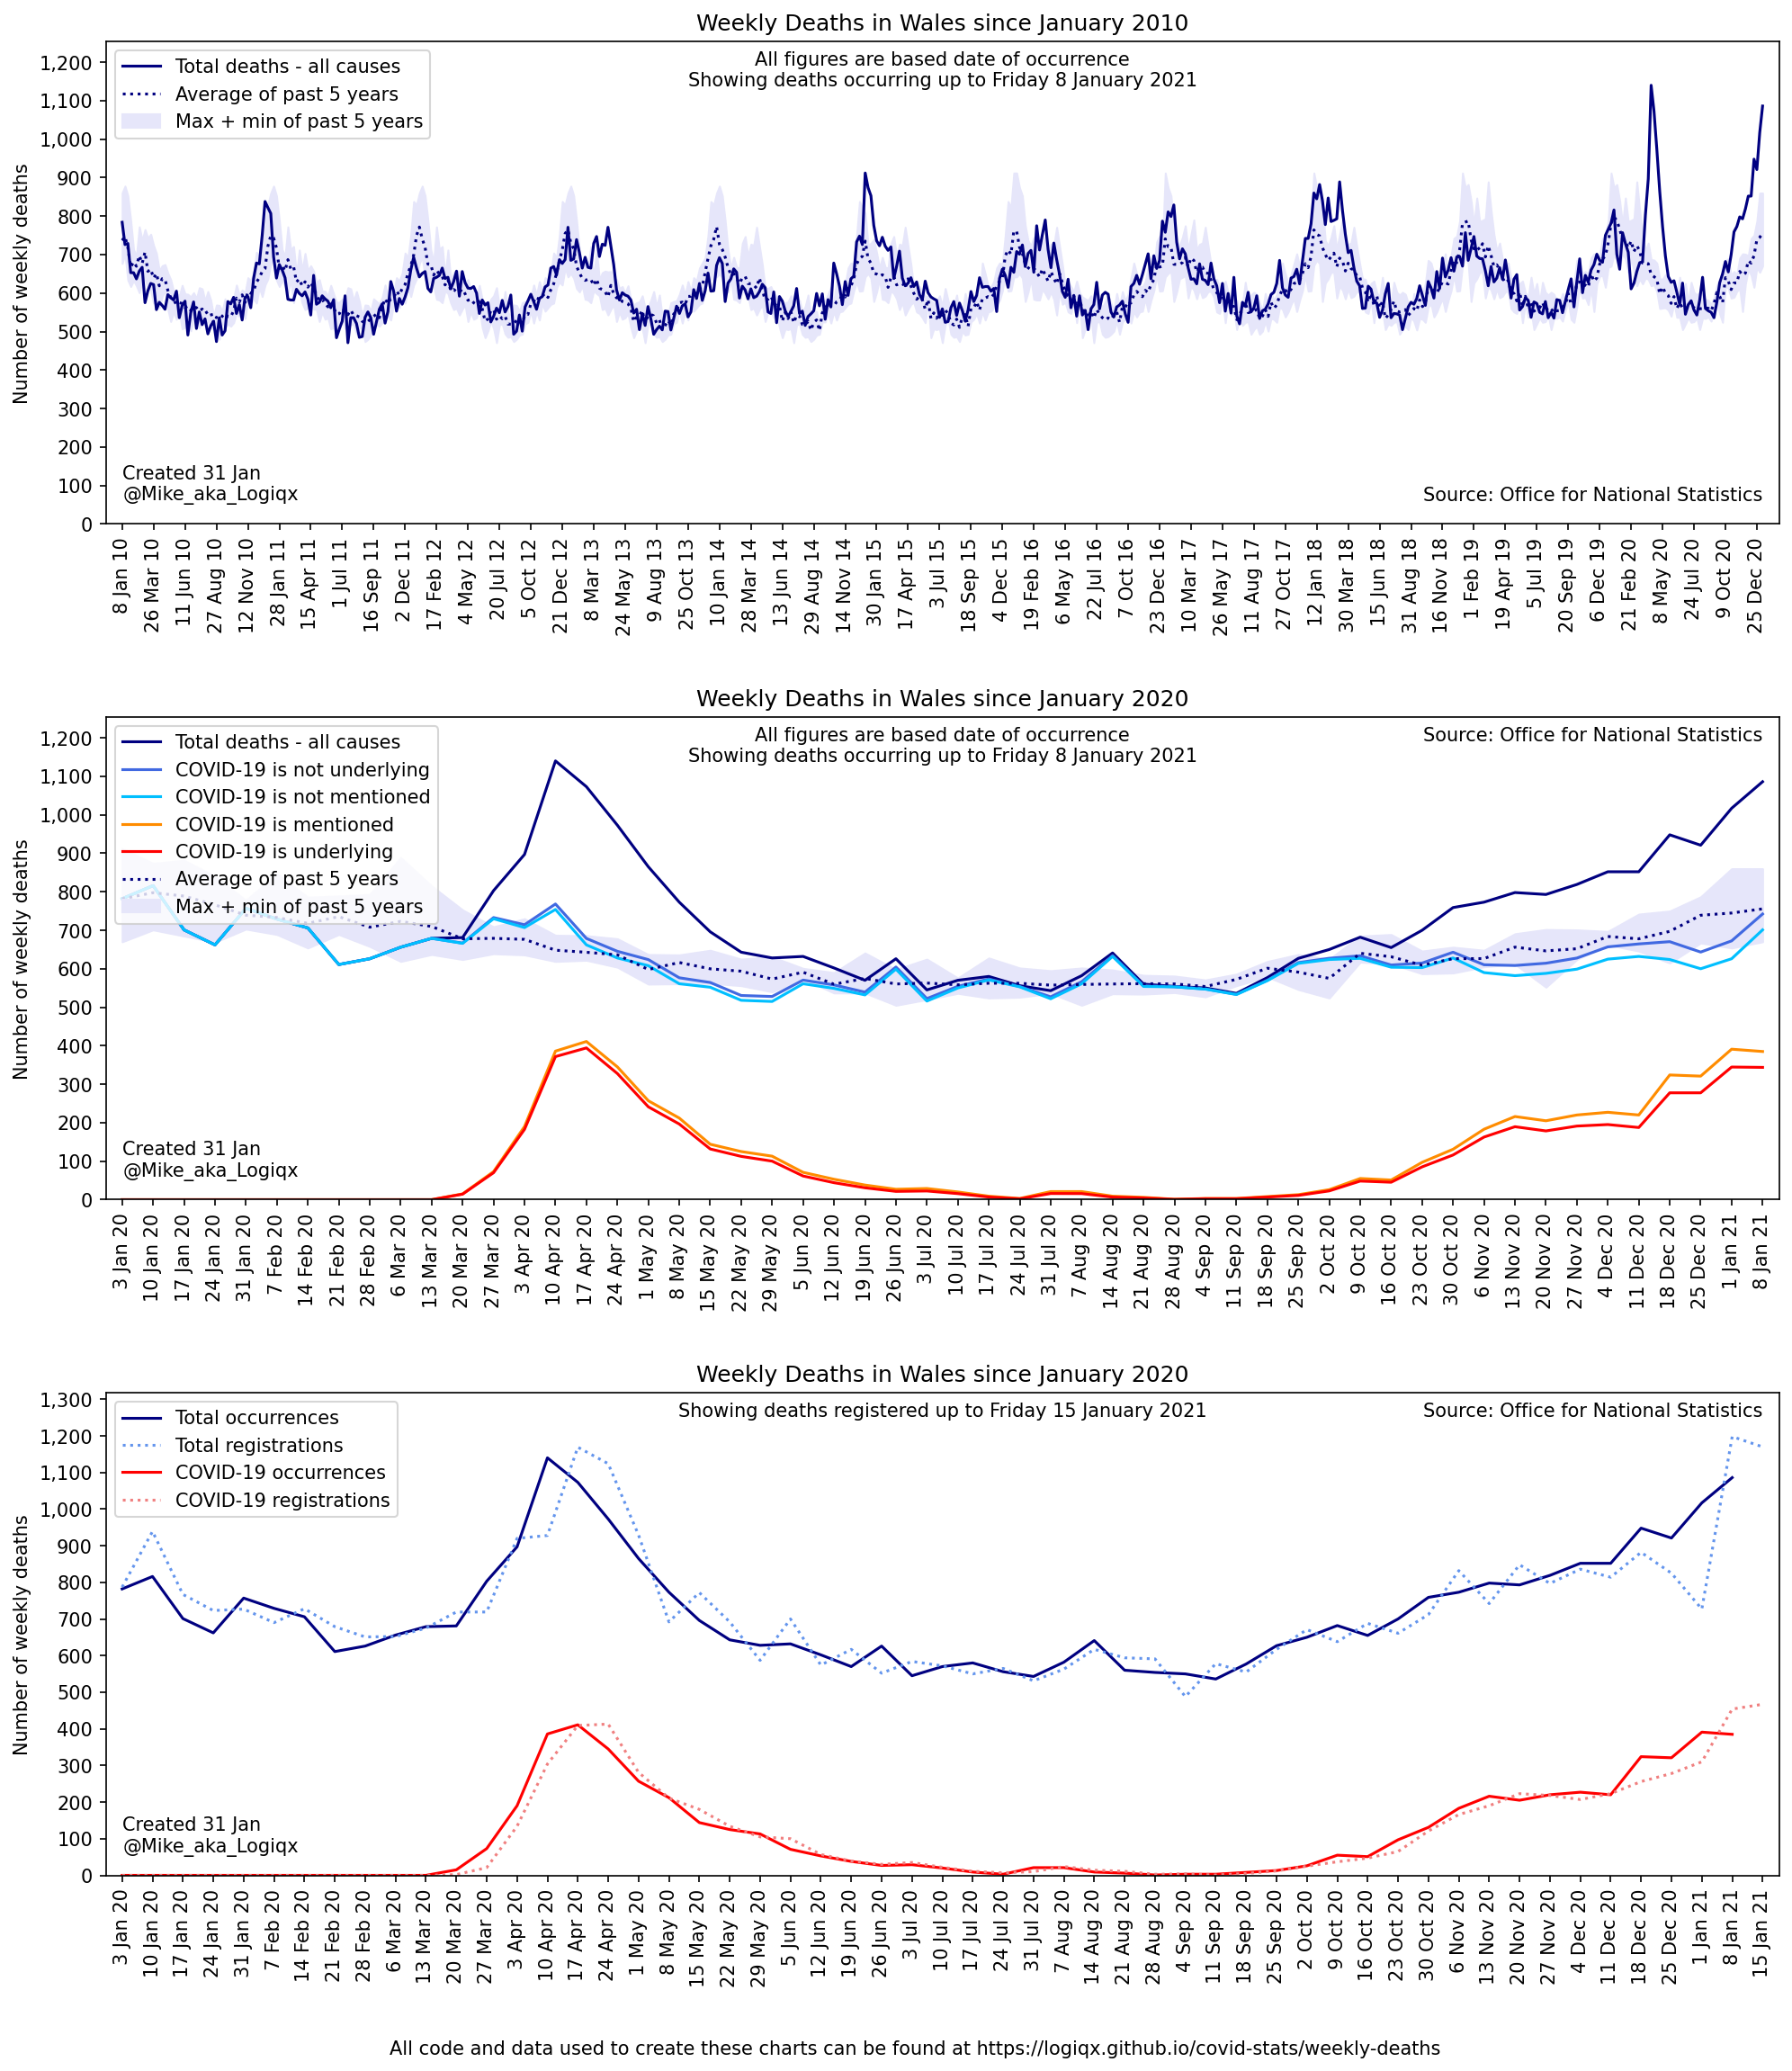 Weekly Deaths in Wales since January 2010
All figures are based date of occurrence
Showing deaths occurring up to Friday 8 January 2021
Total deaths - all causes
Average of past 5 years
Max + min of past 5 years
Number of weekly deaths
1,200
1,100
1,000
900
800
700
600
500
400
300
200
100
0
Created 31 Jan
@Mike_aka_Logiqx
Source: Office for National Statistics
8 Jan 10
26 Mar 10
11 Jun 10
27 Aug 10
12 Nov 10
28 Jan 11
15 Apr 11
1 Jul 11
16 Sep 11
2 Dec 11
17 Feb 12
4 May 12
20 Jul 12
5 Oct 12
21 Dec 12
8 Mar 13
24 May 13
9 Aug 13
25 Oct 13
10 Jan 14
28 Mar 14
13 Jun 14
29 Aug 14
14 Nov 14
30 Jan 15
17 Apr 15
3 Jul 15
18 Sep 15
4 Dec 15
19 Feb 16
6 May 16
22 Jul 16
7 Oct 16
23 Dec 16
10 Mar 17
26 May 17
11 Aug 17
27 Oct 17
12 Jan 18
30 Mar 18
15 Jun 18
31 Aug 18
16 Nov 18
1 Feb 19
19 Apr 19
5 Jul 19
20 Sep 19
6 Dec 19
21 Feb 20
8 May 20
24 Jul 20
9 Oct 20
25 Dec 20
Weekly Deaths in Wales since January 2020
All figures are based date of occurrence
Showing deaths occurring up to Friday 8 January 2021
Source: Office for National Statistics
Total deaths - all causes
COVID-19 is not underlying
COVID-19 is not mentioned
COVID-19 is mentioned
COVID-19 is underlying
Average of past 5 years
Max + min of past 5 years
Number of weekly deaths
1,200
1,100
1,000
900
800
700
600
500
400
300
200
100
0
Created 31 Jan
@Mike_aka_Logiqx
3 Jan 20
10 Jan 20
17 Jan 20
24 Jan 20
31 Jan 20
7 Feb 20
14 Feb 20
21 Feb 20
28 Feb 20
6 Mar 20
13 Mar 20
20 Mar 20
27 Mar 20
3 Apr 20
10 Apr 20
17 Apr 20
24 Apr 20
1 May 20
8 May 20
15 May 20
22 May 20
29 May 20
5 Jun 20
12 Jun 20
19 Jun 20
26 Jun 20
3 Jul 20
10 Jul 20
17 Jul 20
24 Jul 20
31 Jul 20
7 Aug 20
14 Aug 20
21 Aug 20
28 Aug 20
4 Sep 20
11 Sep 20
18 Sep 20
25 Sep 20
2 Oct 20
9 Oct 20
16 Oct 20
23 Oct 20
30 Oct 20
6 Nov 20
13 Nov 20
20 Nov 20
27 Nov 20
4 Dec 20
11 Dec 20
18 Dec 20
25 Dec 20
1 Jan 21
8 Jan 21
Weekly Deaths in Wales since January 2020
Showing deaths registered up to Friday 15 January 2021
Source: Office for National Statistics
Total occurrences
Total registrations
COVID-19 occurrences
COVID-19 registrations
Number of weekly deaths
1,300
1,200
1,100
1,000
900
800
700
600
500
400
300
200
100
0
Created 31 Jan
@Mike_aka_Logiqx
3 Jan 20
10 Jan 20
17 Jan 20
24 Jan 20
31 Jan 20
7 Feb 20
14 Feb 20
21 Feb 20
28 Feb 20
6 Mar 20
13 Mar 20
20 Mar 20
27 Mar 20
3 Apr 20
10 Apr 20
17 Apr 20
24 Apr 20
1 May 20
8 May 20
15 May 20
22 May 20
29 May 20
5 Jun 20
12 Jun 20
19 Jun 20
26 Jun 20
3 Jul 20
10 Jul 20
17 Jul 20
24 Jul 20
31 Jul 20
7 Aug 20
14 Aug 20
21 Aug 20
28 Aug 20
4 Sep 20
11 Sep 20
18 Sep 20
25 Sep 20
2 Oct 20
9 Oct 20
16 Oct 20
23 Oct 20
30 Oct 20
6 Nov 20
13 Nov 20
20 Nov 20
27 Nov 20
4 Dec 20
11 Dec 20
18 Dec 20
25 Dec 20
1 Jan 21
8 Jan 21
15 Jan 21
All code and data used to create these charts can be found at https://logiqx.github.io/covid-stats/weekly-deaths